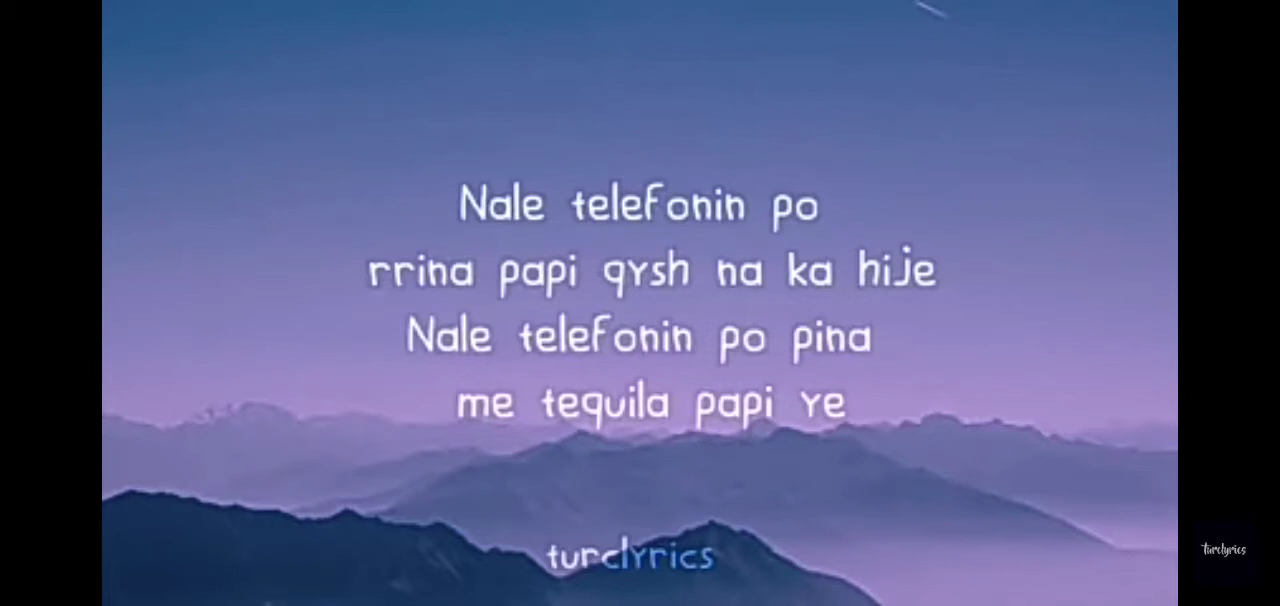 Nale telefonin po
rrina papi qysh na ka hije
Nale telefonin po pina
me tequila papi ye
turclyrics
turclyrics